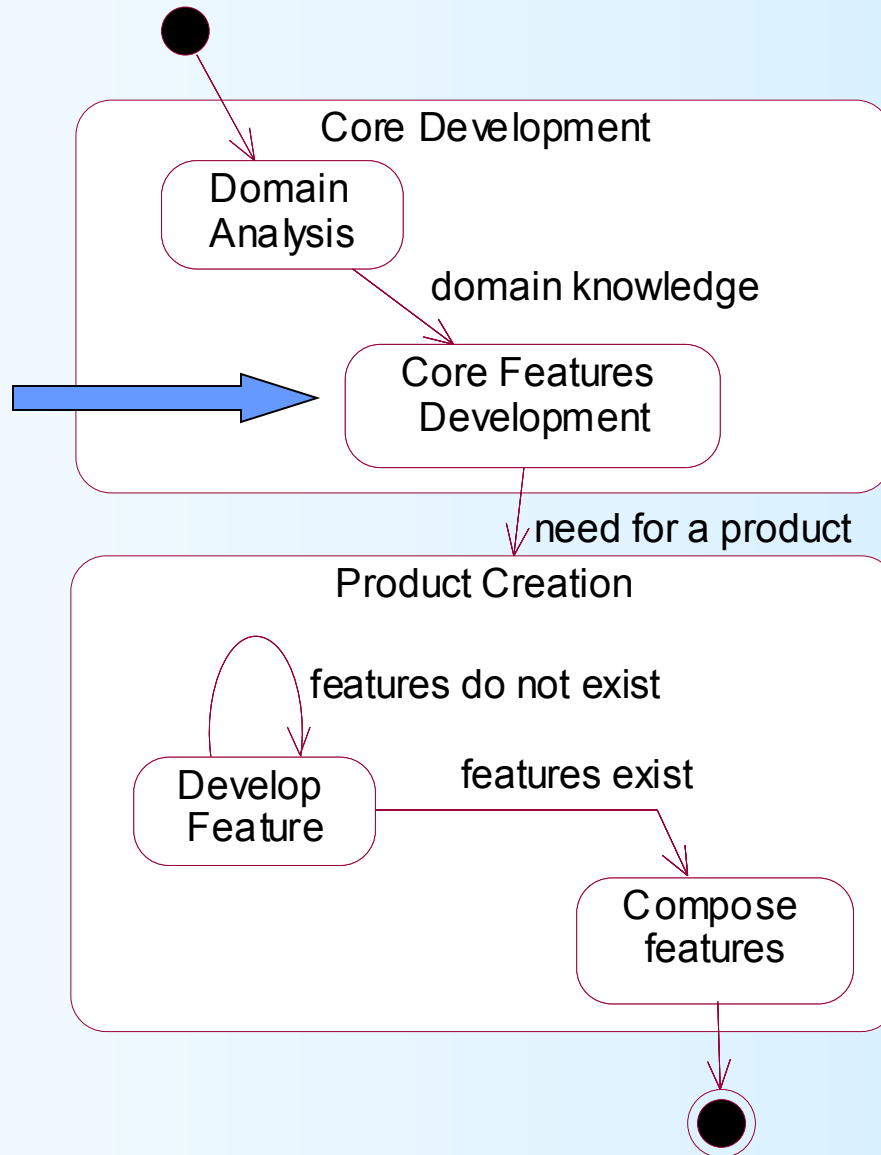 Core Development
Domain
Analysis
domain knowledge
Core Features
Development
need for a product
Product Creation
features do not exist
features exist
Develop
Feature
Compose
features